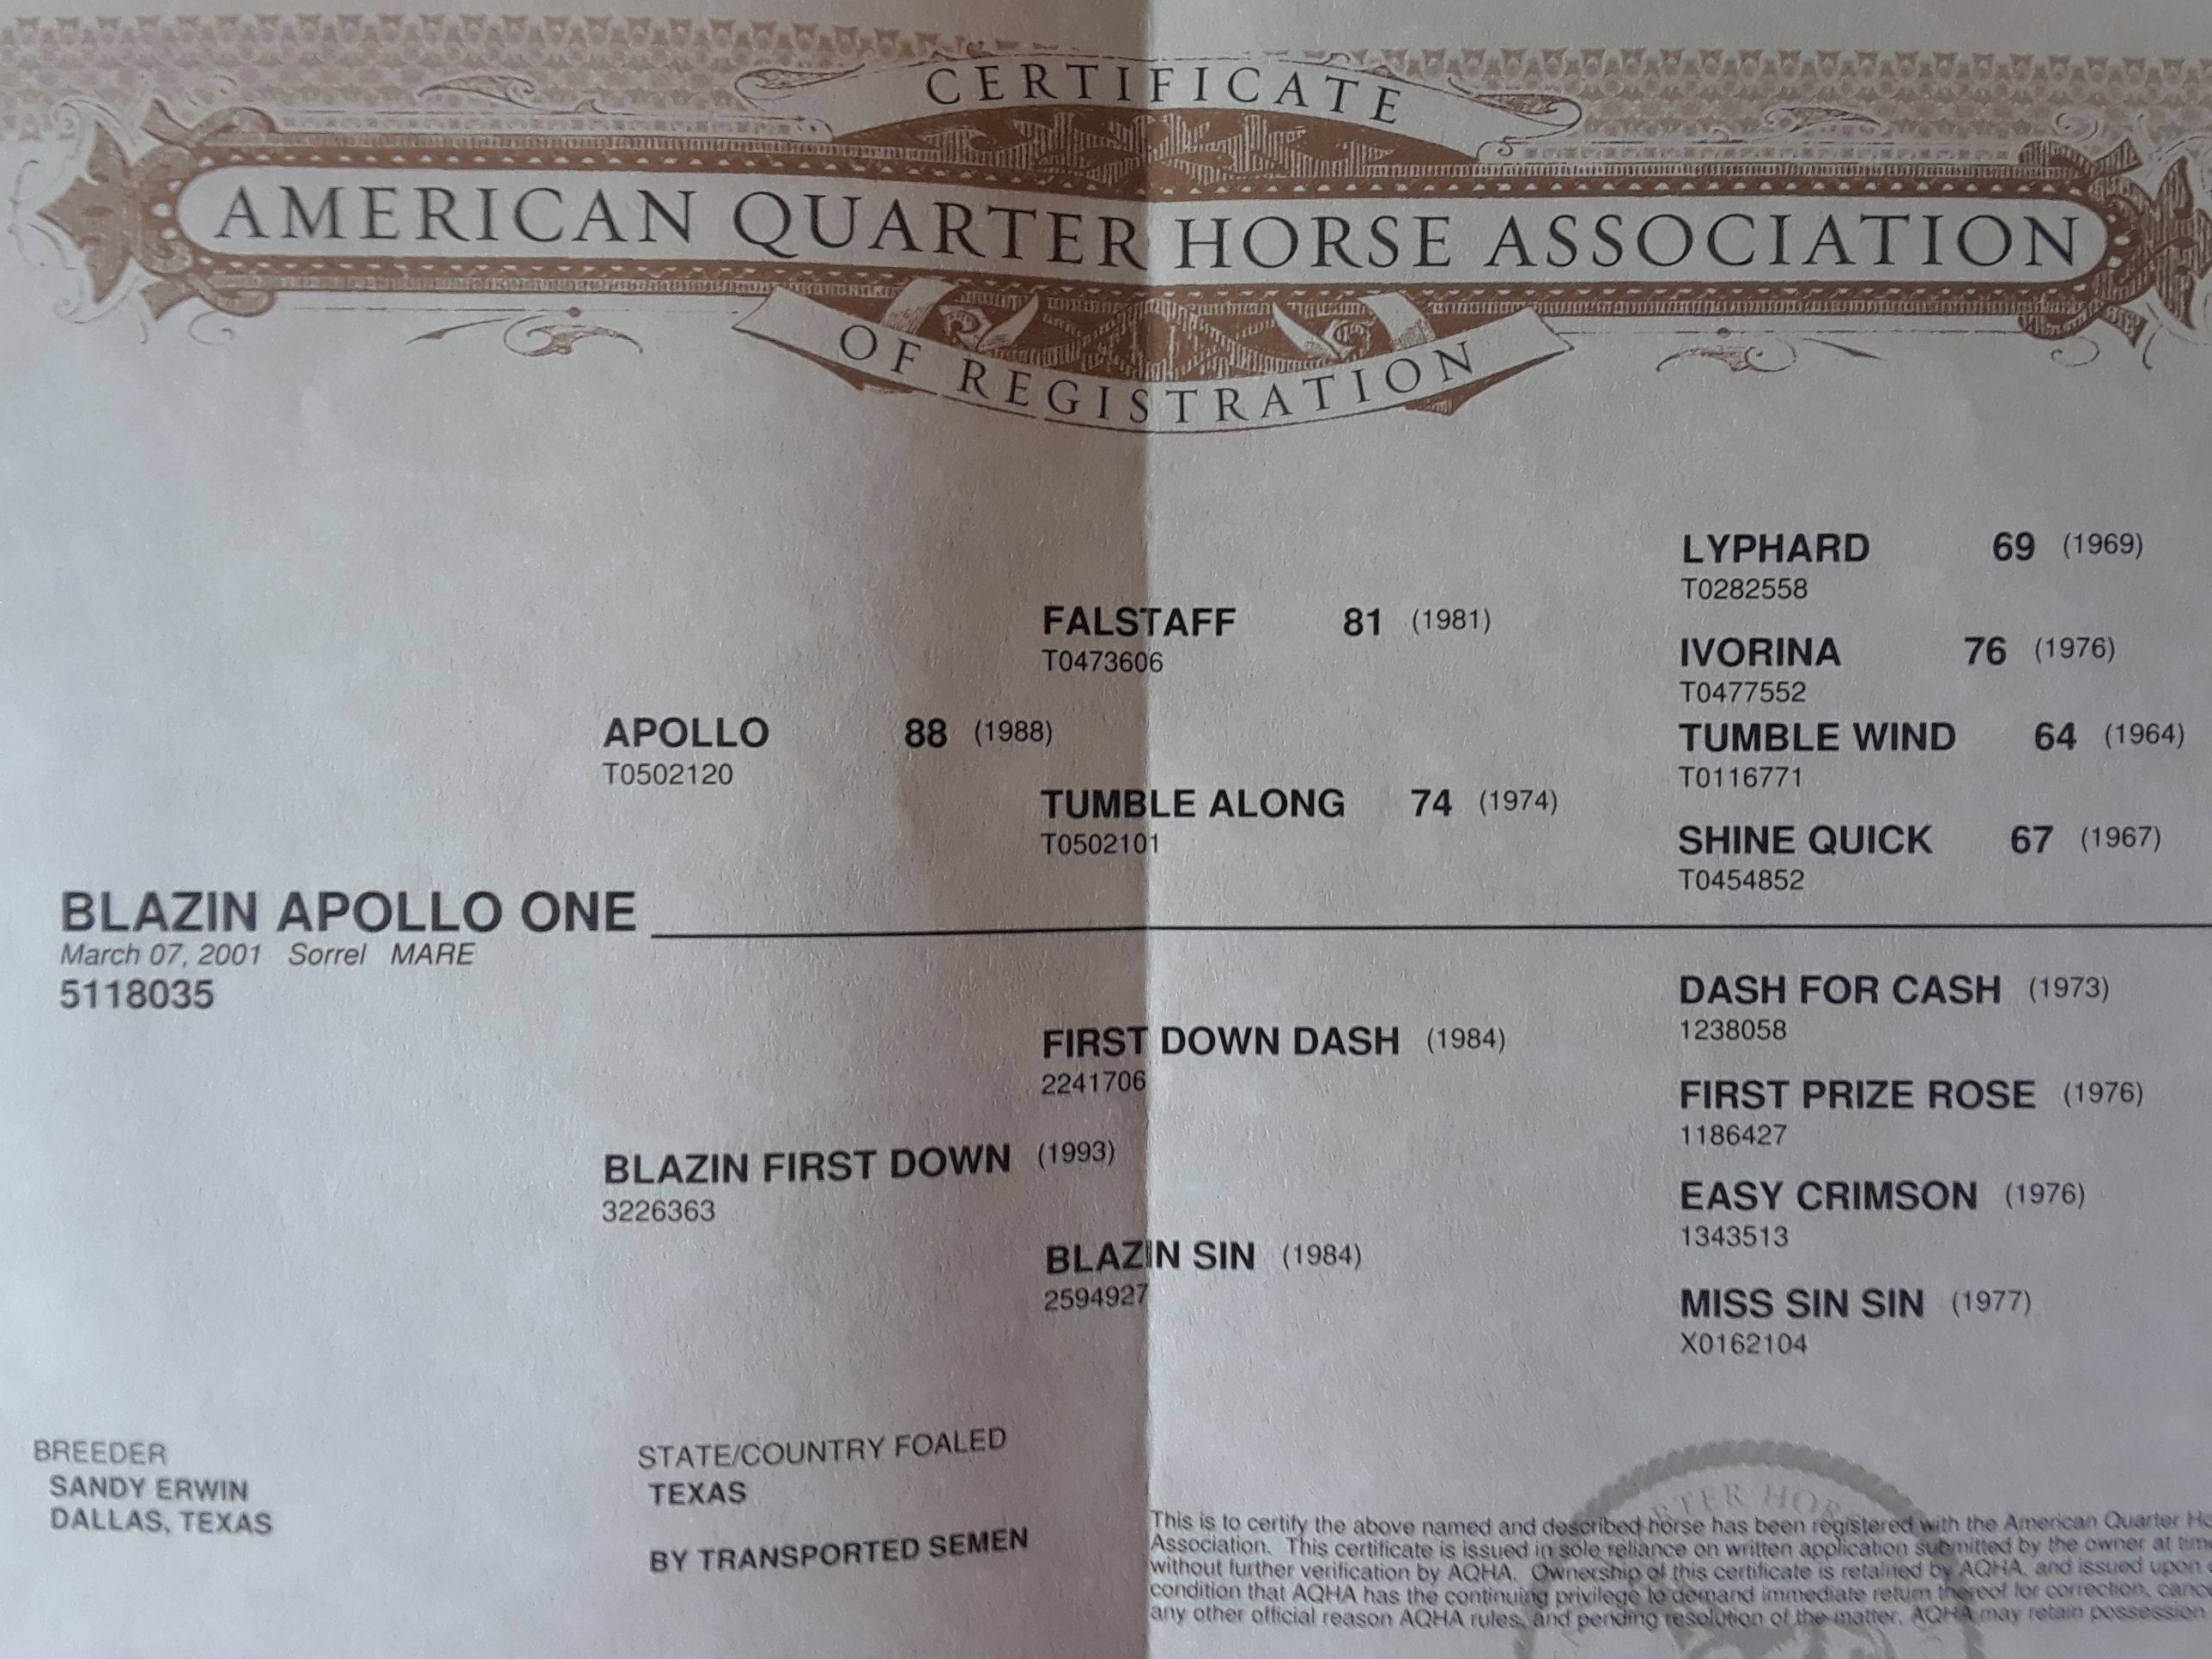 CERTIFICATE
AMERICAN QUARTER HORSE ASSOCIATION
OF REGISTRATION
LYPHARD 69 (1969)
T0282558
FALSTAFF 81 (1981)
T0473606
IVORINA 76 (1976)
T0477552
APOLLO 88 (1988)
T0502120
TUMBLE WIND 64 (1964)
T0116771
TUMBLE ALONG 74 (1974)
T0502101
SHINE QUICK 67 (1967)
T0454852
BLAZIN APOLLO ONE
March 07, 2001 Sorrel MARE
5118035
DASH FOR CASH (1973)
1238058
FIRST DOWN DASH (1984)
2241706
FIRST PRIZE ROSE (1976)
1186427
BLAZIN FIRST DOWN (1993)
3226363
EASY CRIMSON (1976)
1343513
BLAZIN SIN (1984)
2594927
MISS SIN SIN (1977)
X0162104
BREEDER
SANDY ERWIN
DALLAS, TEXAS
STATE/COUNTRY FOALED
TEXAS
BY TRANSPORTED SEMEN
This is to certify the above named and described horse has been registered with the American Quarter
Association. This certificate is issued in sole reliance on written application submitted by the owner at
without further verification by AQHA. Ownership of this certificate is retained by AQHA, and issued upon
condition that AQHA has the continuing privilege to demand immediate return thereof for correction,
any other official reason AQHA rules, and pending resolution of the matter, AQHA may retain possession